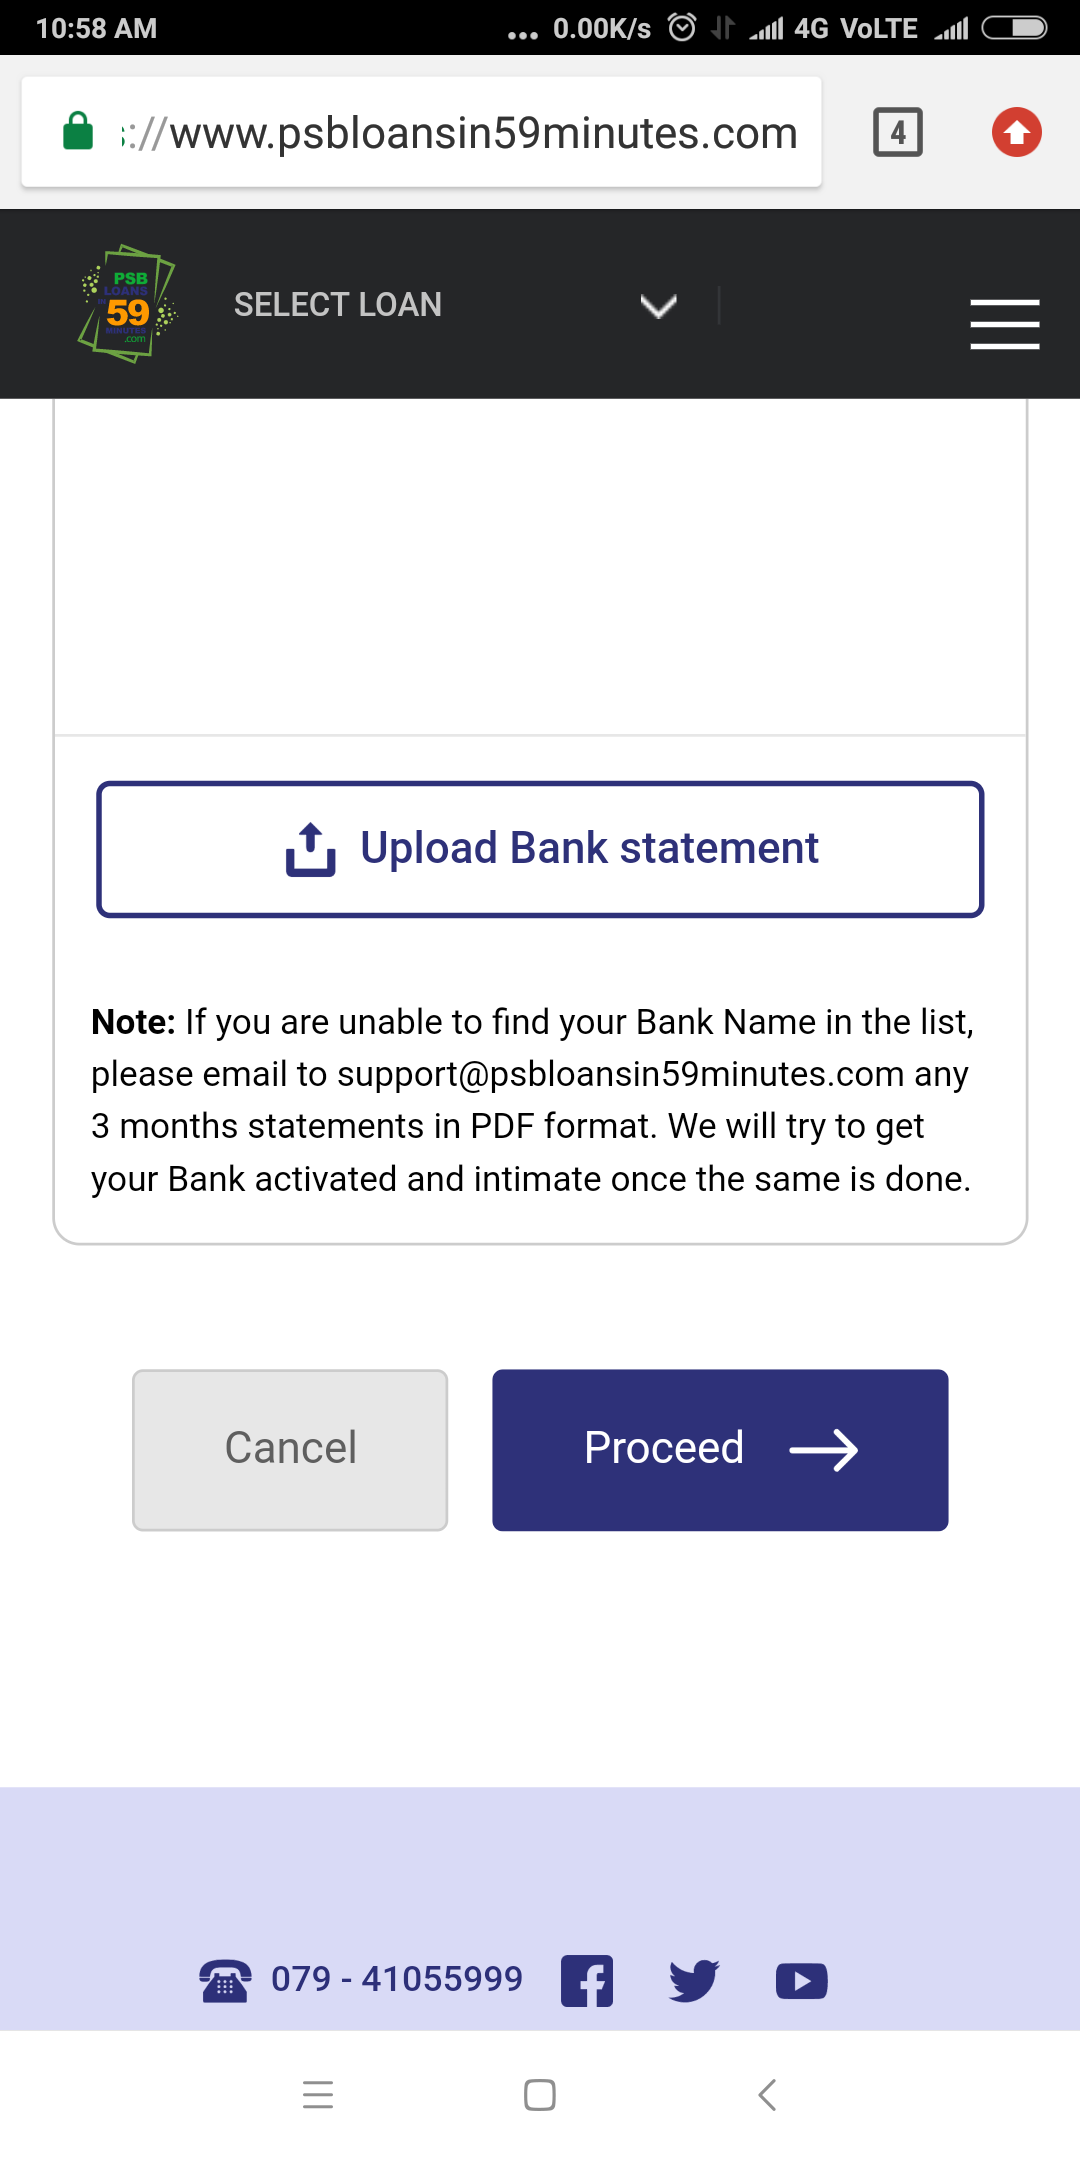 10:58 AM
... 0.00K/s 4G VoLTE
s://www.psbloansin59minutes.com
4
PSB
LOANS
IN
59
MINUTES
.com
SELECT LOAN
Upload Bank statement
Note: If you are unable to find your Bank Name in the list,
please email to support@psbloansin59minutes.com any
3 months statements in PDF format. We will try to get
your Bank activated and intimate once the same is done.
Cancel
Proceed
079 - 41055999